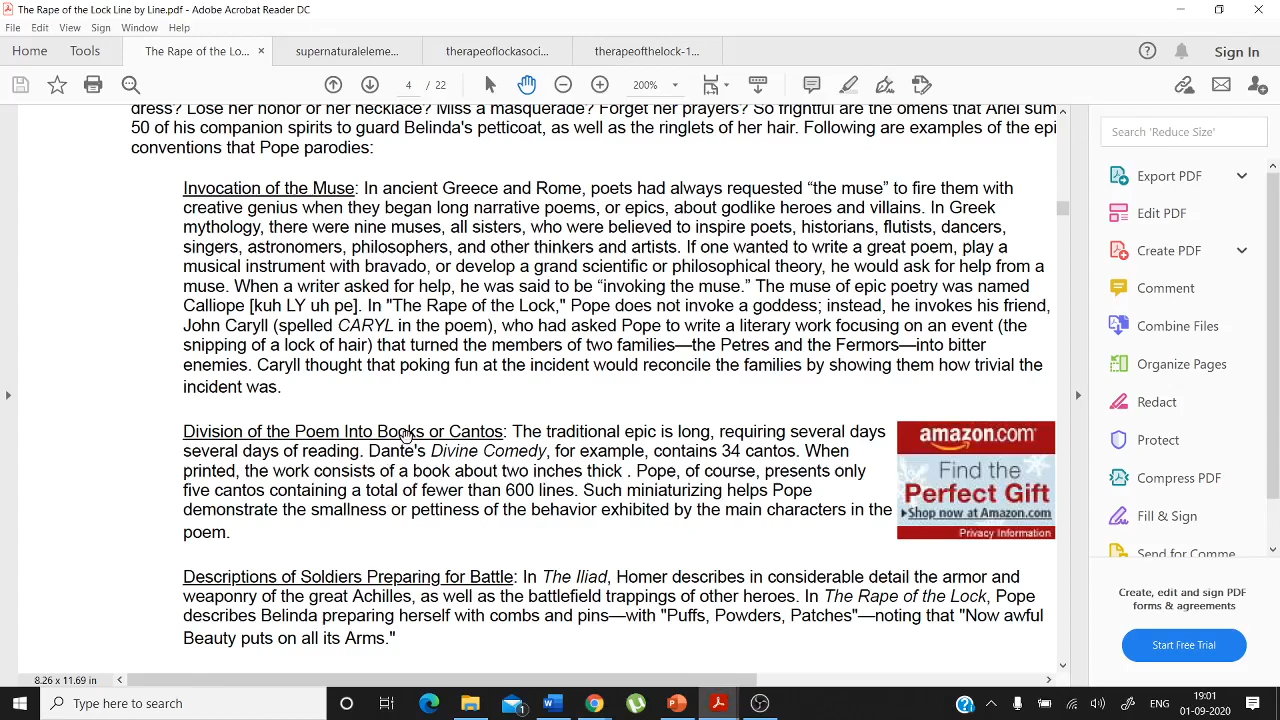 The Rape of the Lock Line by Line.pdf - Adobe Acrobat Reader DC
File Edit View Sign Window Help
Home Tools The Rape of the Lo... × supernaturaleleme... therapeoflockasoci... therapeofthelock-1... Sign In
4 / 22 200%
dress? Lose her honor or her necklace? Miss a masquerade? Forget her prayers? So frightful are the omens that Ariel sum
50 of his companion spirits to guard Belinda's petticoat, as well as the ringlets of her hair. Following are examples of the epi
conventions that Pope parodies:
Invocation of the Muse: In ancient Greece and Rome, poets had always requested “the muse” to fire them with
creative genius when they began long narrative poems, or epics, about godlike heroes and villains. In Greek
mythology, there were nine muses, all sisters, who were believed to inspire poets, historians, flutists, dancers,
singers, astronomers, philosophers, and other thinkers and artists. If one wanted to write a great poem, play a
musical instrument with bravado, or develop a grand scientific or philosophical theory, he would ask for help from a
muse. When a writer asked for help, he was said to be “invoking the muse.” The muse of epic poetry was named
Calliope [kuh LY uh pe]. In "The Rape of the Lock," Pope does not invoke a goddess; instead, he invokes his friend,
John Caryll (spelled CARYL in the poem), who had asked Pope to write a literary work focusing on an event (the
snipping of a lock of hair) that turned the members of two families—the Petres and the Fermors—into bitter
enemies. Caryll thought that poking fun at the incident would reconcile the families by showing them how trivial the
incident was.
Division of the Poem Into Books or Cantos: The traditional epic is long, requiring several days
several days of reading. Dante's Divine Comedy, for example, contains 34 cantos. When
printed, the work consists of a book about two inches thick . Pope, of course, presents only
five cantos containing a total of fewer than 600 lines. Such miniaturizing helps Pope
demonstrate the smallness or pettiness of the behavior exhibited by the main characters in the
poem.
amazon.com
Find the
Perfect Gift
Shop now at Amazon.com
Privacy Information
Descriptions of Soldiers Preparing for Battle: In The Iliad, Homer describes in considerable detail the armor and
weaponry of the great Achilles, as well as the battlefield trappings of other heroes. In The Rape of the Lock, Pope
describes Belinda preparing herself with combs and pins—with "Puffs, Powders, Patches"—noting that "Now awful
Beauty puts on all its Arms."
8.26 x 11.69 in
Search 'Reduce Size'
Export PDF
Edit PDF
Create PDF
Comment
Combine Files
Organize Pages
Redact
Protect
Compress PDF
Fill & Sign
Send for Comme
Create, edit and sign PDF
forms & agreements
Start Free Trial
Type here to search
1
ENG
19:01
01-09-2020